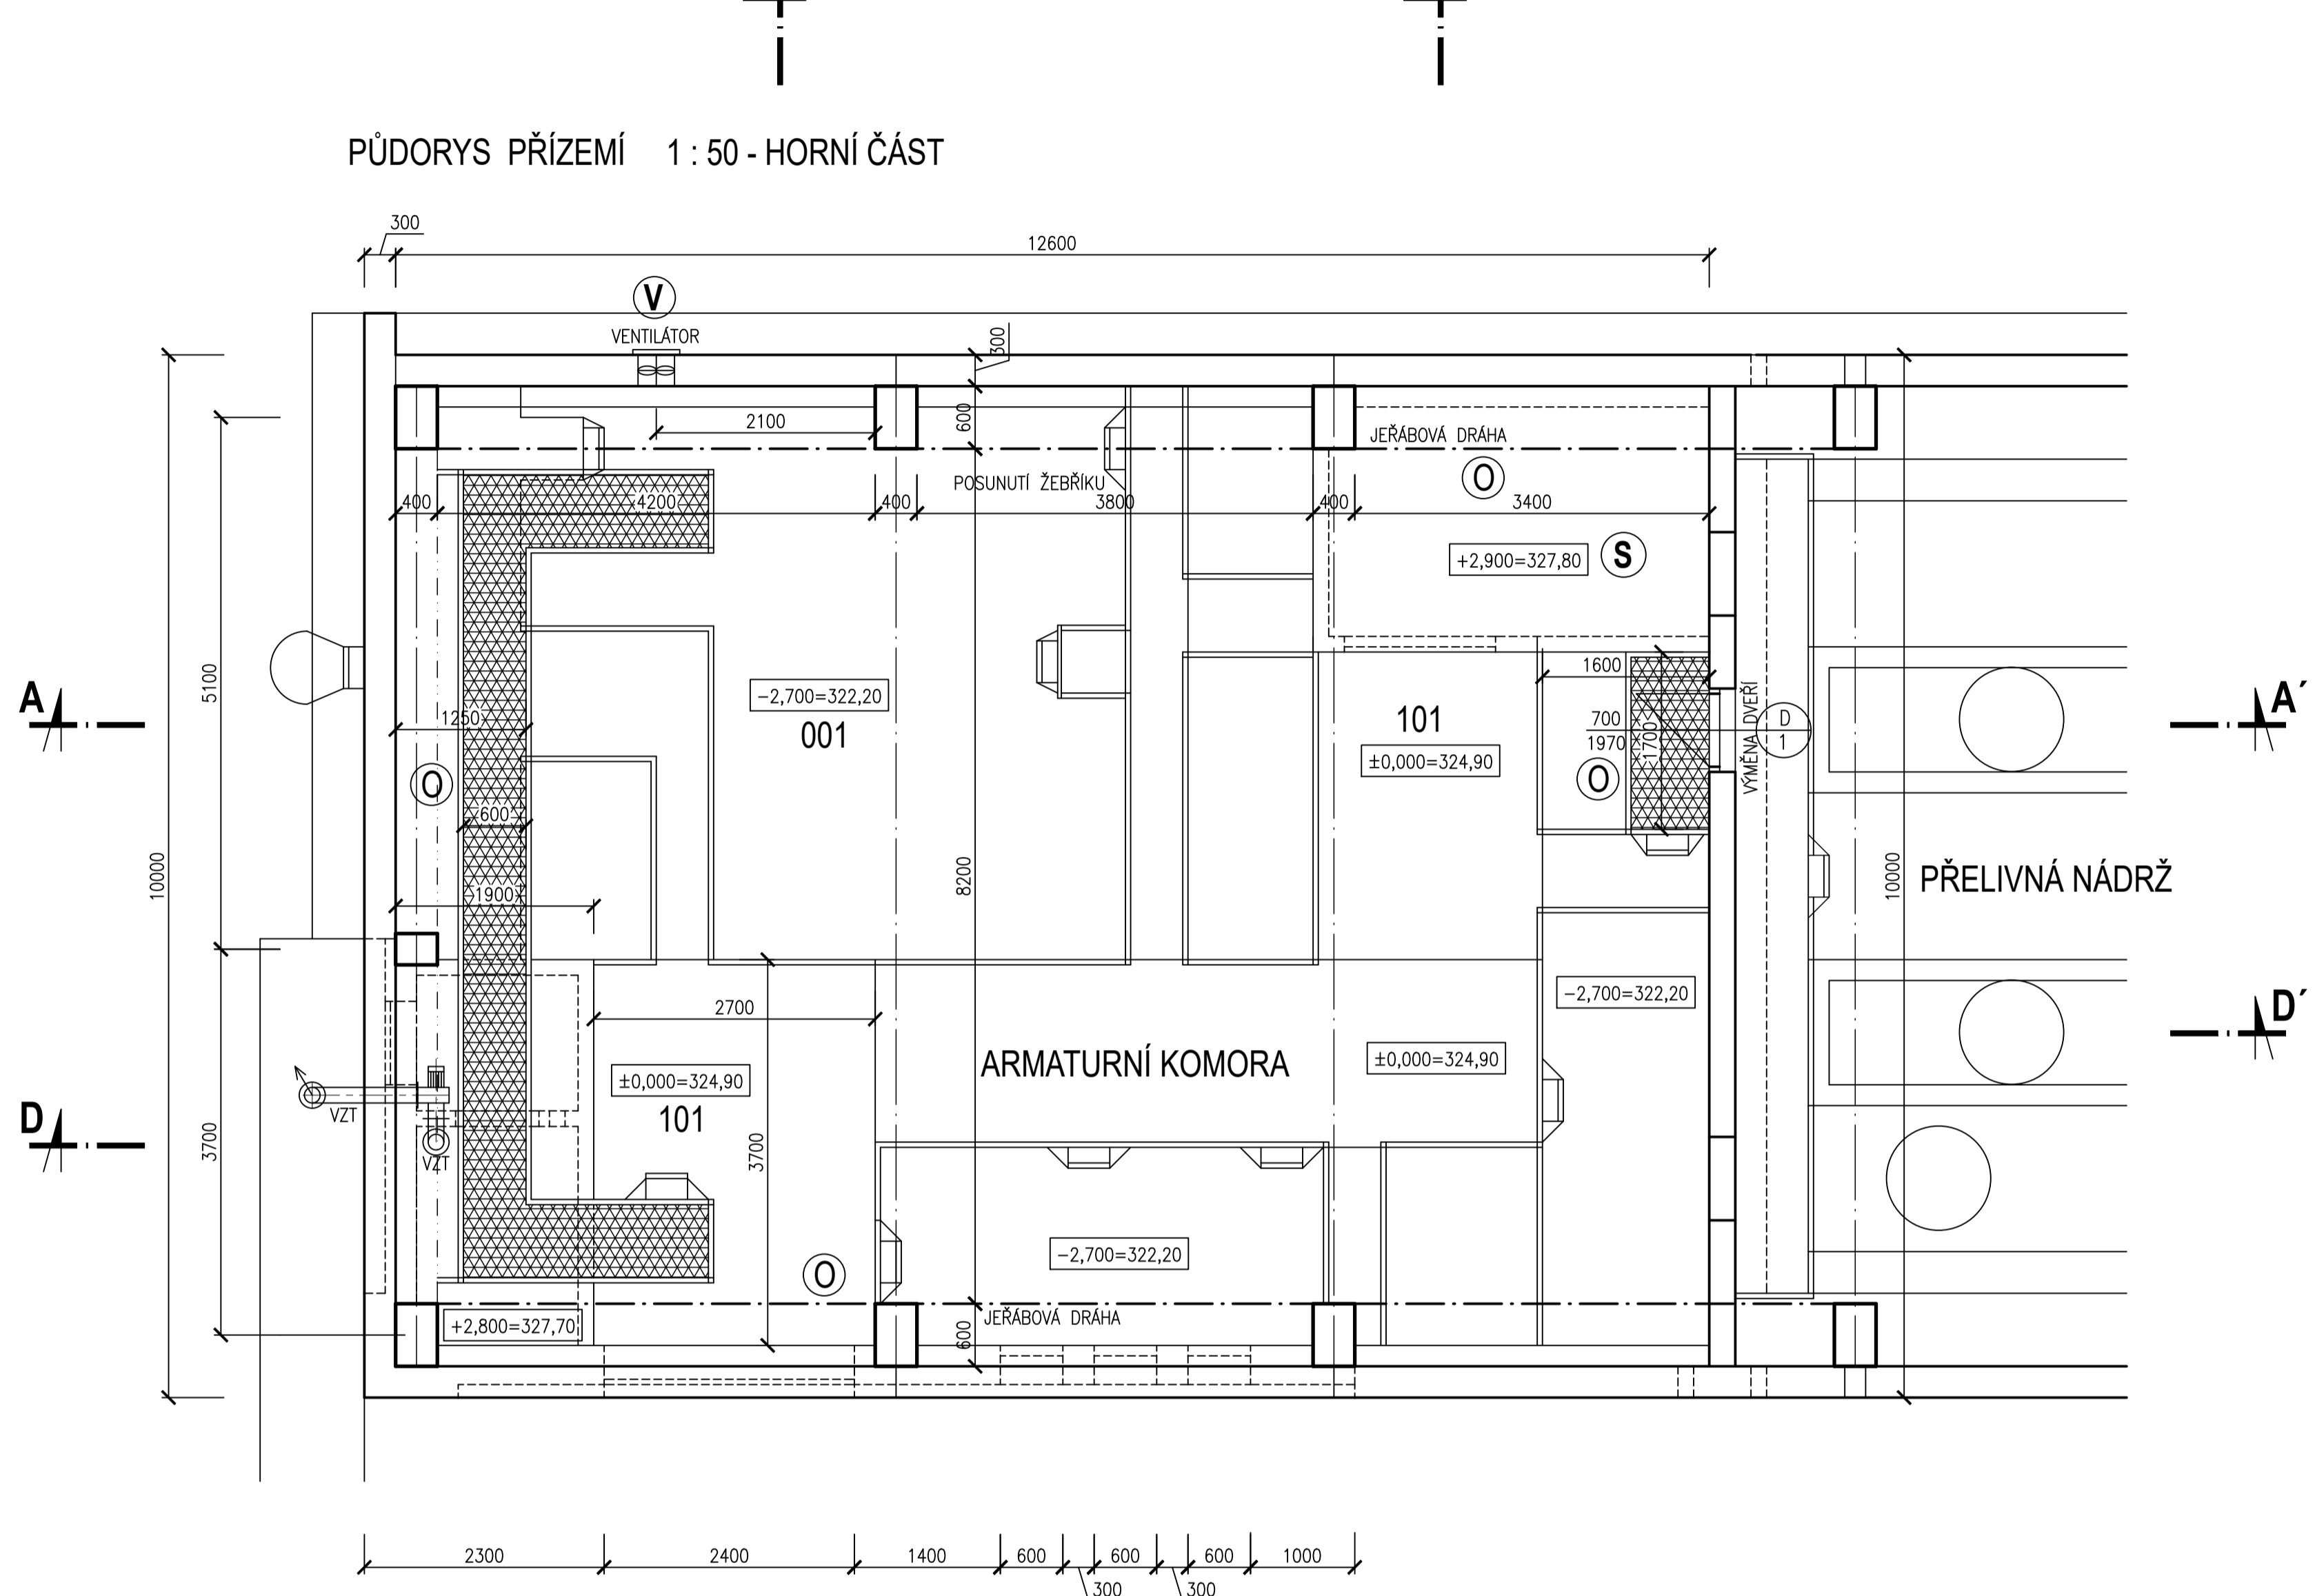 PŮDORYS PŘÍZEMÍ 1 : 50 - HORNÍ ČÁST
300
12600
V
VENTILÁTOR
300
2100
600
JEŘÁBOVÁ DRÁHA
O
POSUNUTÍ ŽEBŘÍKU
400
4200
400
3800
400
3400
+2,900=327,80
S
5100
A
1250
-2,700=322,20
001
101
±0,000=324,90
1600
700
1970
1700
VÝMĚNA DVEŘÍ
D
1
A´
O
O
600
10000
1900
8200
10000
PŘELIVNÁ NÁDRŽ
2700
-2,700=322,20
D´
ARMATURNÍ KOMORA
±0,000=324,90
±0,000=324,90
101
VZT
VZT
D
3700
3700
O
-2,700=322,20
+2,800=327,70
600
JEŘÁBOVÁ DRÁHA
2300
2400
1400
600
600
600
1000
300
300